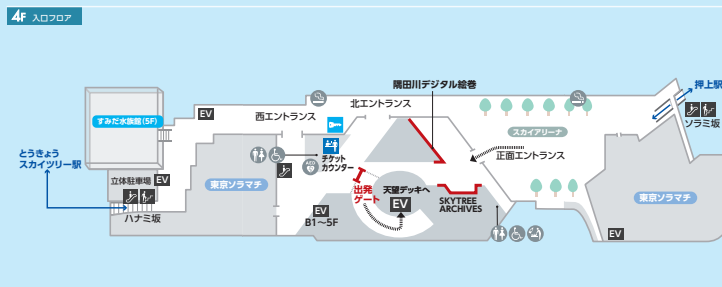 4F 入口フロア
隅田川デジタル絵巻
押上駅
北エントランス
EV
西エントランス
すみだ水族館(5F)
スカイアリーナ
ソラミ坂
とうきょう
スカイツリー駅
チケット
カウンター
正面エントランス
AED
立体駐車場
EV
東京ソラマチ
出発
ゲート
天望デッキへ
EV
SKYTREE
ARCHIVES
東京ソラマチ
ハナミ坂
EV
B1～5F
EV